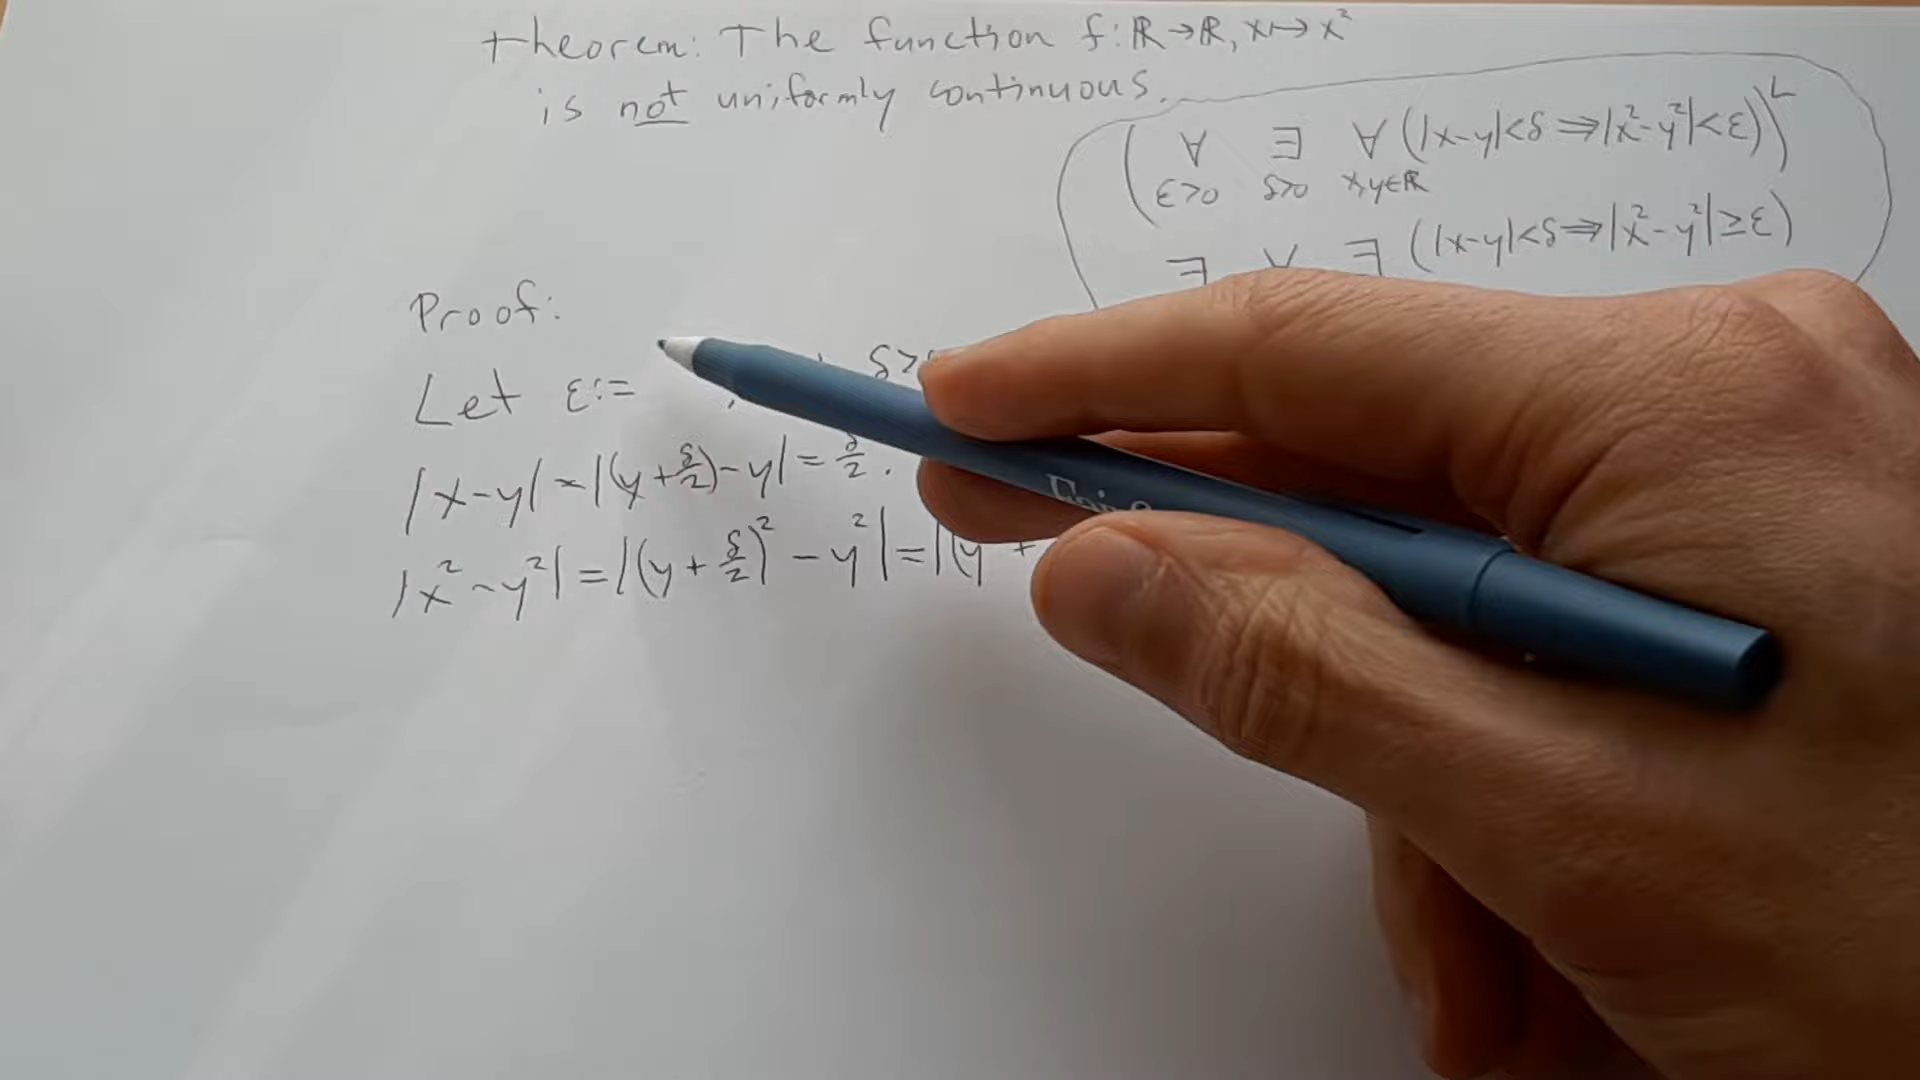 Theorem: The function f: ℝ→ℝ, x↦x²
is not uniformly continuous.
( ∀ ε>0 ∃ δ>0 ∀ x,y∈ℝ (|x-y|<δ ⇒ |x²-y²|<ε) )ᶜ
∃ ∀ ∃ (|x-y|<δ ⇒ |x²-y²|≥ε)
Proof:
Let ε:= , δ>
|x-y| = |(y+δ/2)-y| = δ/2.
|x²-y²| = |(y+δ/2)²-y²| = |(y+